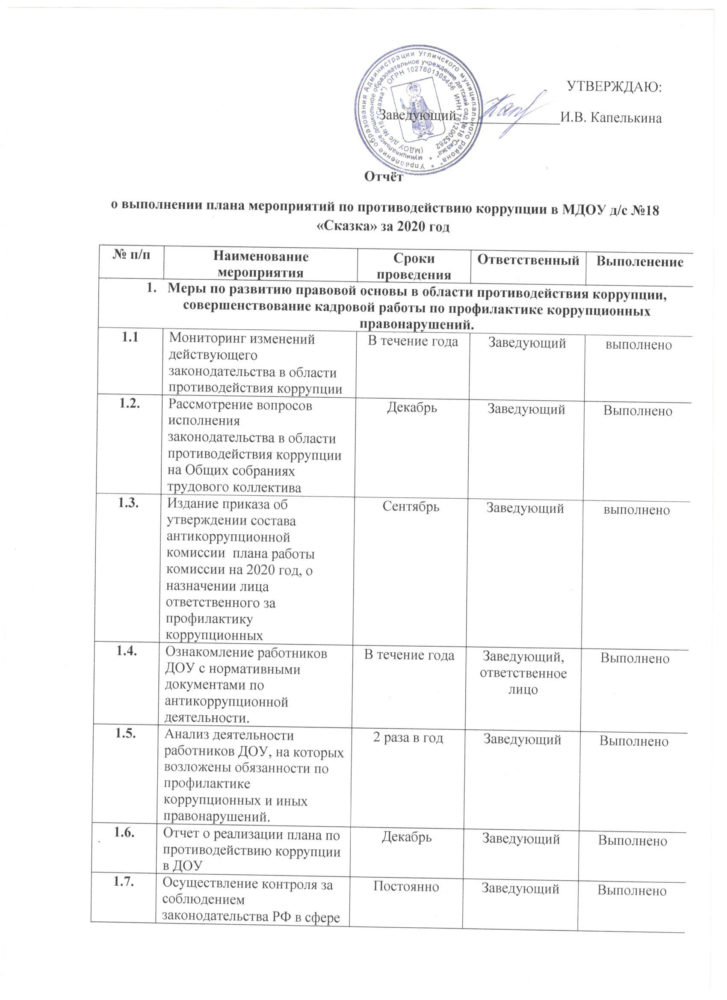 УТВЕРЖДАЮ:
Заведующий ______________И.В. Капелькина
Управление образования Администрации Угличского муниципального района"
муниципальное дошкольное образовательное учреждение детский сад №18 "Сказка"
(МДОУ д/с №18 "Сказка") ОГРН 1027601305456 ИНН 7612005262
Отчёт
о выполнении плана мероприятий по противодействию коррупции в МДОУ д/с №18
«Сказка» за 2020 год
№ п/п Наименование Сроки Ответственный Выполенение
мероприятия проведения
1. Меры по развитию правовой основы в области противодействия коррупции,
совершенствование кадровой работы по профилактике коррупционных
правонарушений.
1.1 Мониторинг изменений В течение года Заведующий выполнено
действующего
законодательства в области
противодействия коррупции
1.2. Рассмотрение вопросов Декабрь Заведующий Выполнено
исполнения
законодательства в области
противодействия коррупции
на Общих собраниях
трудового коллектива
1.3. Издание приказа об Сентябрь Заведующий выполнено
утверждении состава
антикоррупционной
комиссии плана работы
комиссии на 2020 год, о
назначении лица
ответственного за
профилактику
коррупционных
1.4. Ознакомление работников В течение года Заведующий, Выполнено
ДОУ с нормативными ответственное
документами по лицо
антикоррупционной
деятельности.
1.5. Анализ деятельности 2 раза в год Заведующий Выполнено
работников ДОУ, на которых
возложены обязанности по
профилактике
коррупционных и иных
правонарушений.
1.6. Отчет о реализации плана по Декабрь Заведующий Выполнено
противодействию коррупции
в ДОУ
1.7. Осуществление контроля за Постоянно Заведующий Выполнено
соблюдением
законодательства РФ в сфере